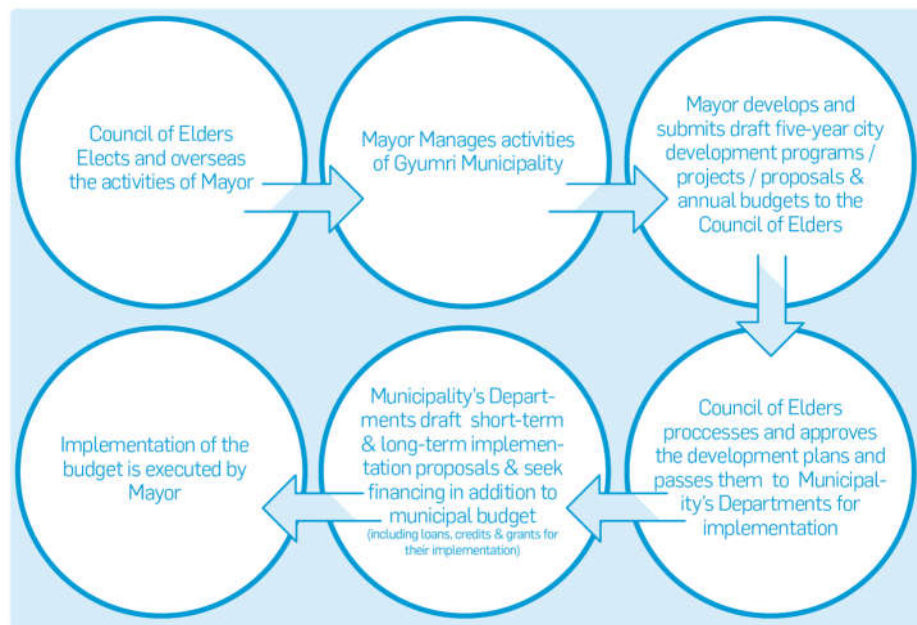 Council of Elders
Elects and overseas
the activities of Mayor
Mayor Manages activities
of Gyumri Municipality
Mayor develops and
submits draft five-year city
development programs /
projects / proposals &
annual budgets to the
Council of Elders
Council of Elders
proccesses and approves
the development plans and
passes them to Municipal-
ity's Departments for
implementation
Municipality's Depart-
ments draft short-term
& long-term implemen-
tation proposals & seek
financing in addition to
municipal budget
(including loans, credits & grants for
their implementation)
Implementation of the
budget is executed by
Mayor